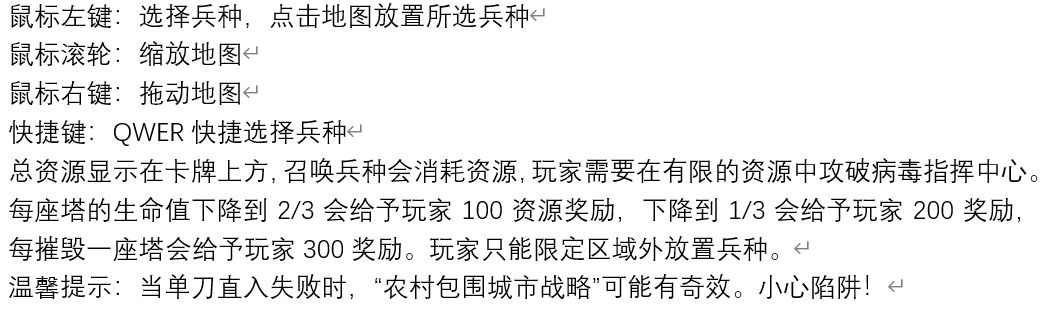 鼠标左键：选择兵种，点击地图放置所选兵种
鼠标滚轮：缩放地图
鼠标右键：拖动地图
快捷键：QWER 快捷选择兵种
总资源显示在卡牌上方, 召唤兵种会消耗资源, 玩家需要在有限的资源中攻破病毒指挥中心。
每座塔的生命值下降到 2/3 会给予玩家 100 资源奖励，下降到 1/3 会给予玩家 200 奖励，
每摧毁一座塔会给予玩家 300 奖励。玩家只能限定区域外放置兵种。
温馨提示：当单刀直入失败时，“农村包围城市战略”可能有奇效。小心陷阱！